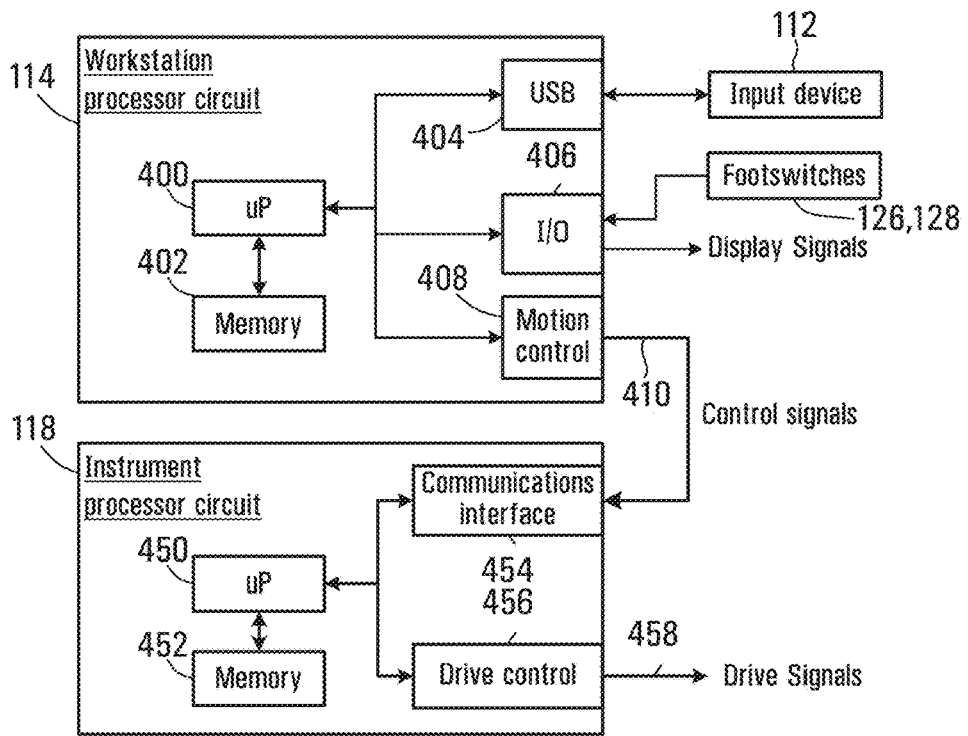 112
114
Workstation
processor circuit
USB
Input device
404
406
400
uP
Footswitches
126,128
I/O
Display Signals
402
Memory
408
Motion
control
410
Control signals
118
Instrument
processor circuit
Communications
interface
454
450
uP
456
458
452
Memory
Drive control
Drive Signals